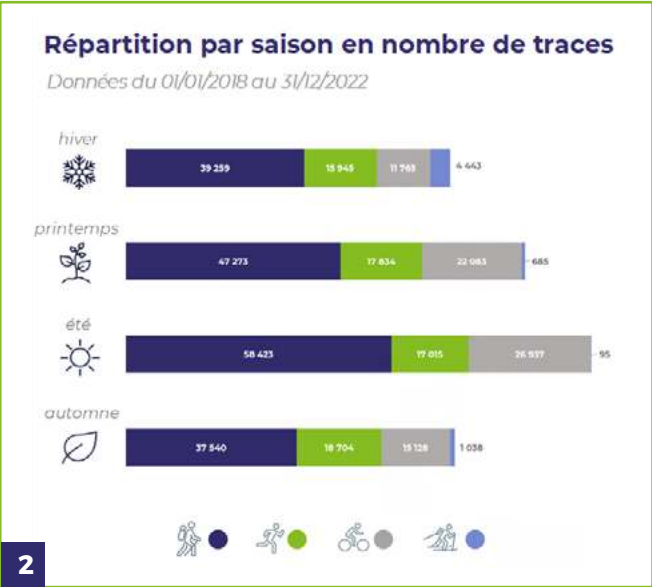 Répartition par saison en nombre de traces
Données du 01/01/2018 au 31/12/2022
hiver
39 259 15 945 11 765 4 443
printemps
47 273 17 834 22 083 685
été
58 423 17 015 26 937 95
automne
37 540 18 704 15 128 1 038
2